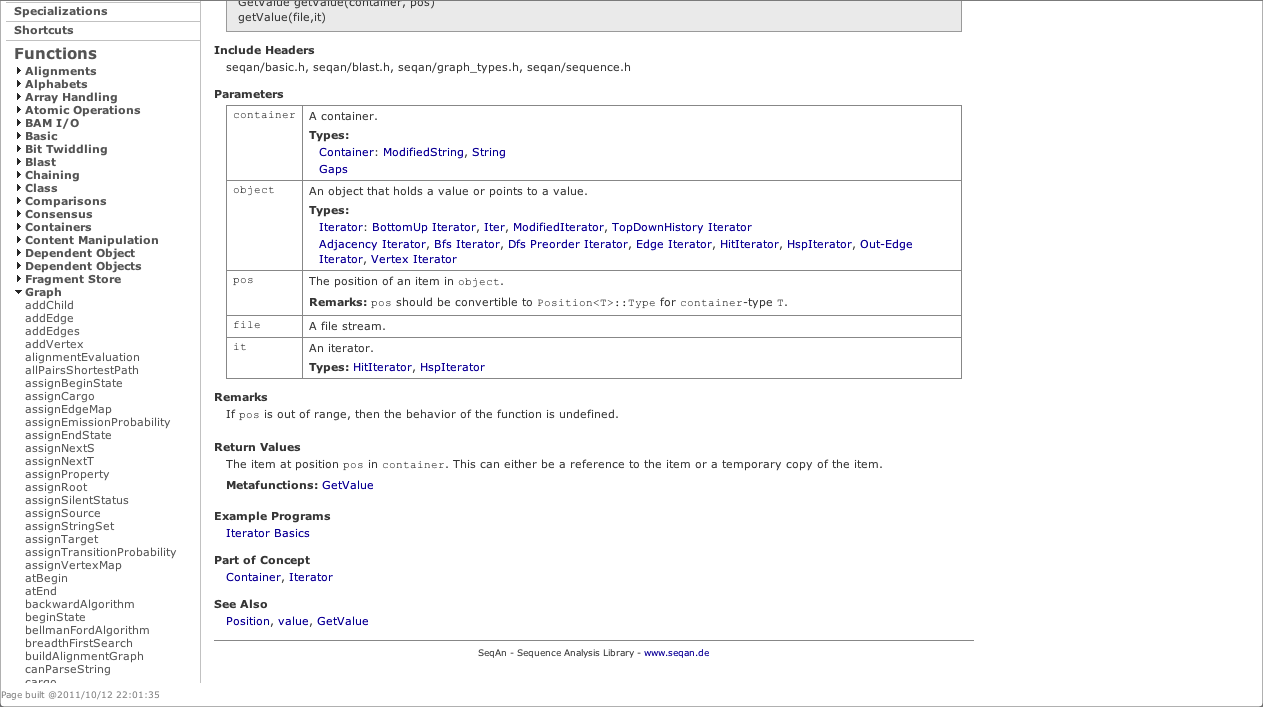 Specializations
Shortcuts
Functions
Alignments
Alphabets
Array Handling
Atomic Operations
BAM I/O
Basic
Bit Twiddling
Blast
Chaining
Class
Comparisons
Consensus
Containers
Content Manipulation
Dependent Object
Dependent Objects
Fragment Store
Graph
addChild
addEdge
addEdges
addVertex
alignmentEvaluation
allPairsShortestPath
assignBeginState
assignCargo
assignEdgeMap
assignEmissionProbability
assignEndState
assignNextS
assignNextT
assignProperty
assignRoot
assignSilentStatus
assignSource
assignStringSet
assignTarget
assignTransitionProbability
assignVertexMap
atBegin
atEnd
backwardAlgorithm
beginState
bellmanFordAlgorithm
breadthFirstSearch
buildAlignmentGraph
canParseString
cargo
Page built @2011/10/12 22:01:35
GetValue getValue(container, pos)
getValue(file,it)
Include Headers
seqan/basic.h, seqan/blast.h, seqan/graph_types.h, seqan/sequence.h
Parameters
container
A container.
Types:
Container: ModifiedString, String
Gaps
object
An object that holds a value or points to a value.
Types:
Iterator: BottomUp Iterator, Iter, ModifiedIterator, TopDownHistory Iterator
Adjacency Iterator, Bfs Iterator, Dfs Preorder Iterator, Edge Iterator, HitIterator, HspIterator, Out-Edge
Iterator, Vertex Iterator
pos
The position of an item in object.
Remarks: pos should be convertible to Position<T>::Type for container-type T.
file
A file stream.
it
An iterator.
Types: HitIterator, HspIterator
Remarks
If pos is out of range, then the behavior of the function is undefined.
Return Values
The item at position pos in container. This can either be a reference to the item or a temporary copy of the item.
Metafunctions: GetValue
Example Programs
Iterator Basics
Part of Concept
Container, Iterator
See Also
Position, value, GetValue
SeqAn - Sequence Analysis Library - www.seqan.de